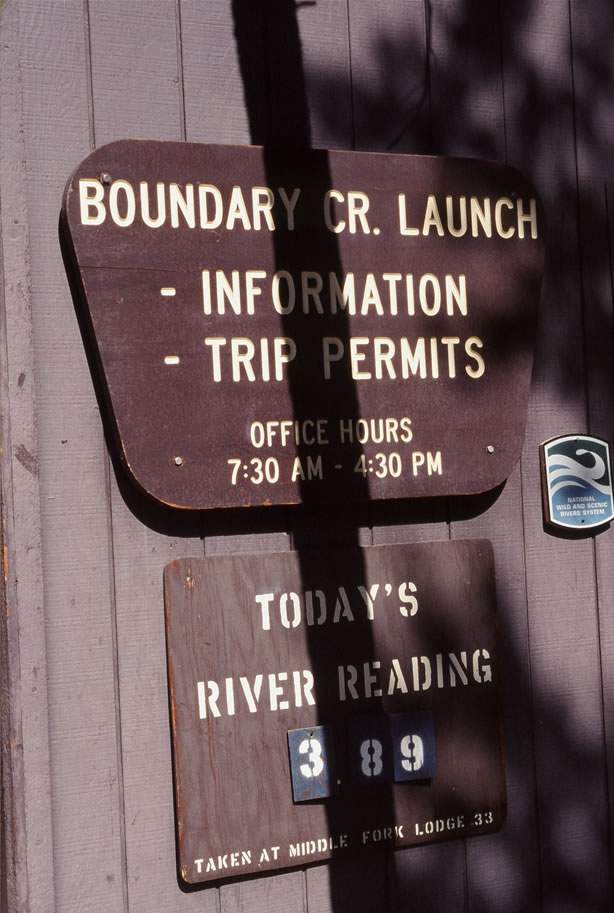 BOUNDARY CR. LAUNCH
- INFORMATION
- TRIP PERMITS
OFFICE HOURS
7:30 AM - 4:30 PM
NATIONAL
WILD AND SCENIC
RIVERS SYSTEM
TODAY'S
RIVER READING
3 89
TAKEN AT MIDDLE FORK LODGE .33